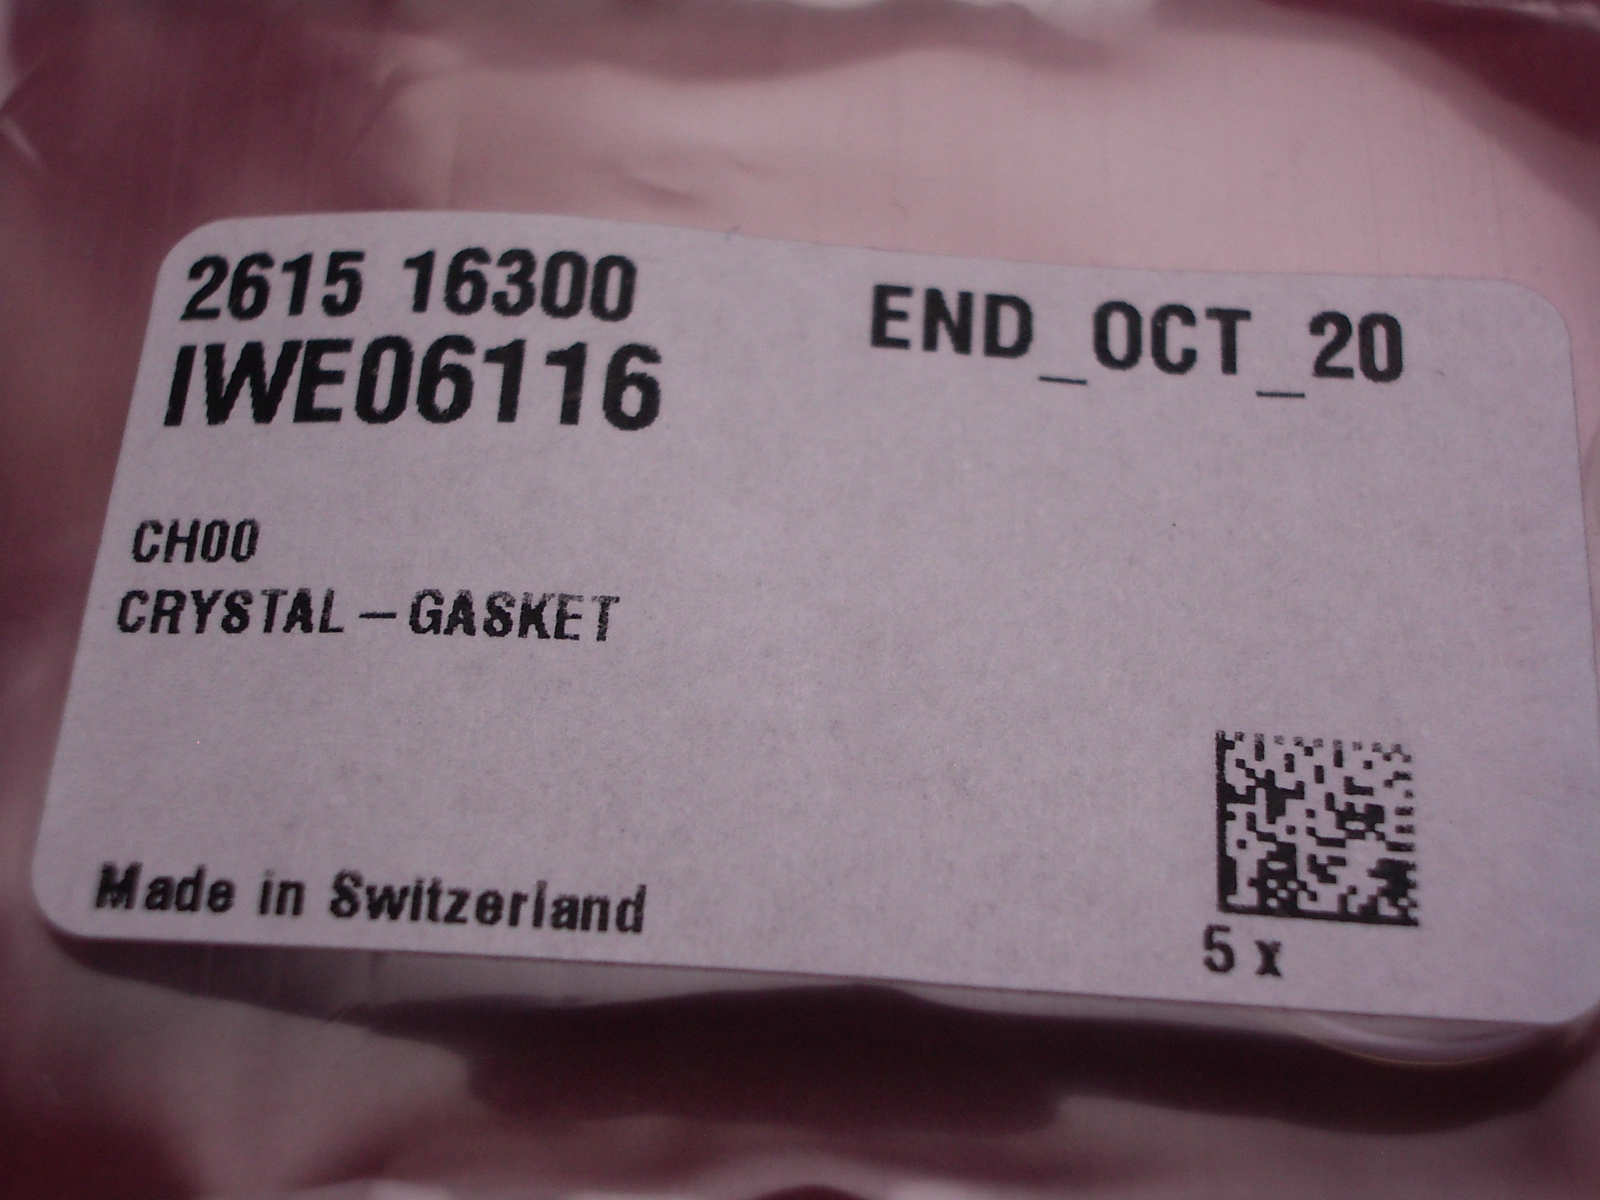 2615 16300
IWE06116
END_OCT_20
CH00
CRYSTAL-GASKET
Made in Switzerland
5 x